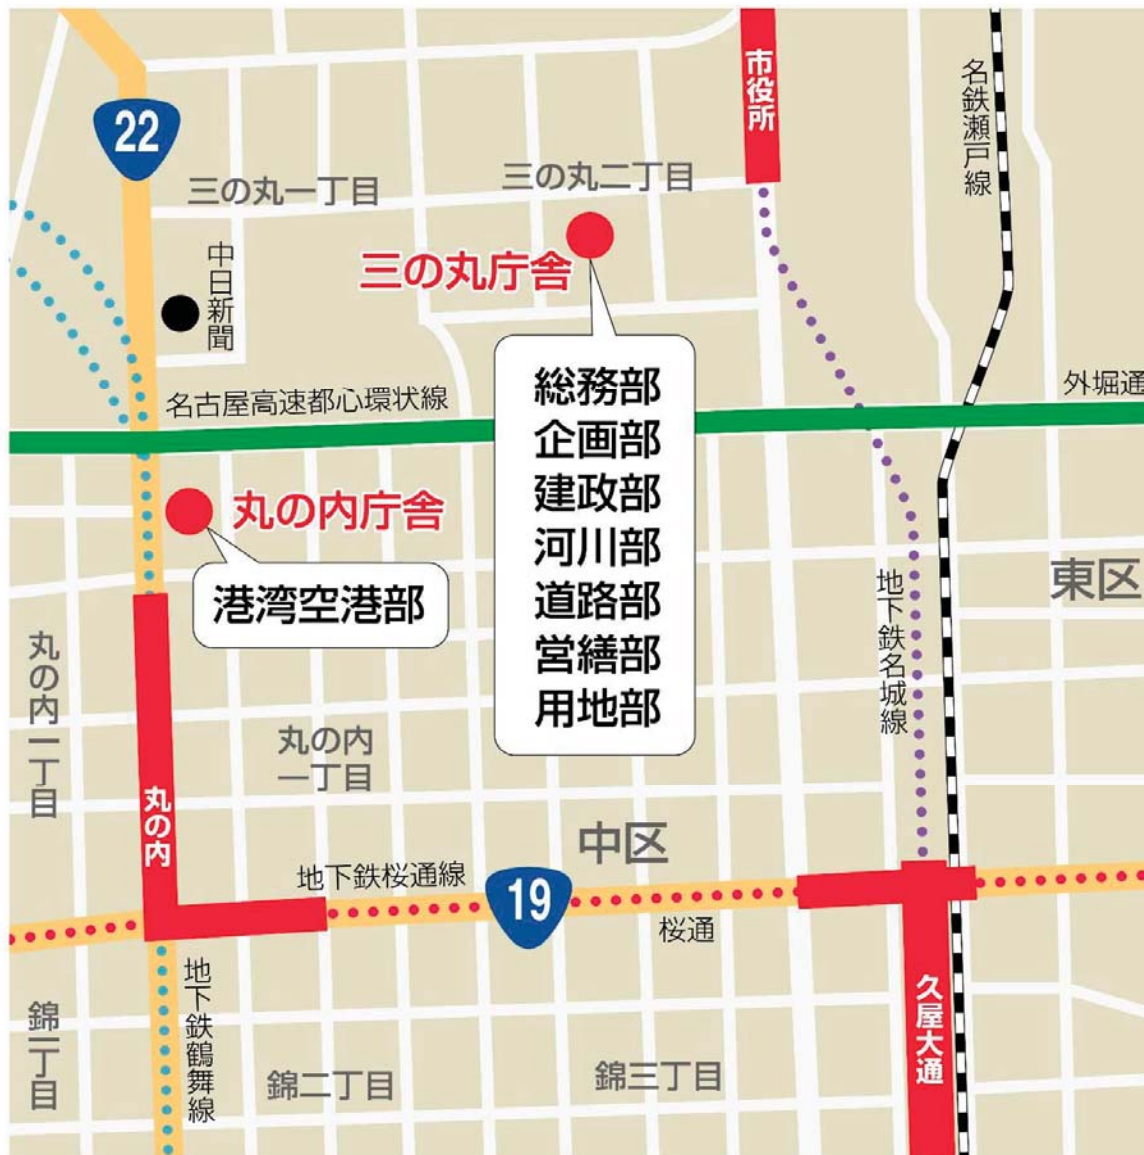 市役所
名鉄瀬戸線
22
三の丸一丁目
三の丸二丁目
中日新聞
三の丸庁舎
総務部
企画部
建政部
河川部
道路部
営繕部
用地部
名古屋高速都心環状線
外堀通
丸の内庁舎
港湾空港部
東区
地下鉄名城線
丸の内一丁目
丸の内
一丁目
丸の内
中区
地下鉄桜通線
19
桜通
地下鉄鶴舞線
久屋大通
錦一丁目
錦二丁目
錦三丁目